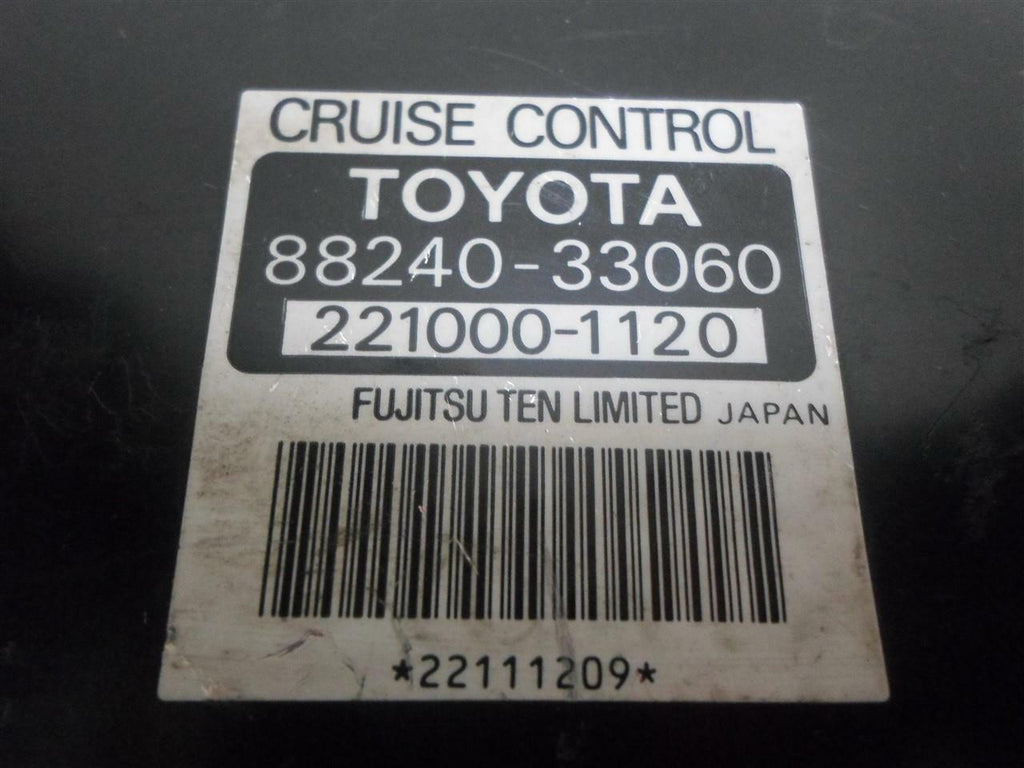 CRUISE CONTROL
TOYOTA
88240-33060
221000-1120
FUJITSU TEN LIMITED JAPAN
*22111209*